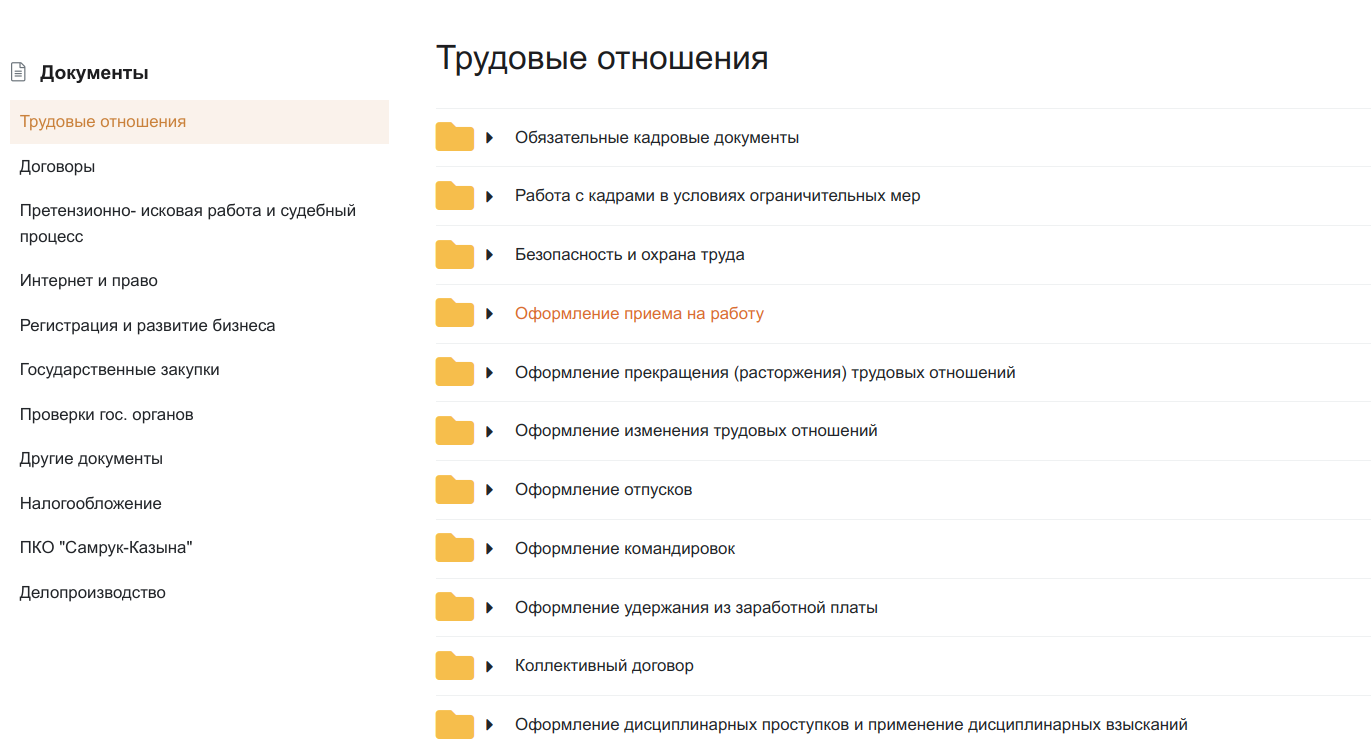 Документы
Трудовые отношения
Договоры
Претензионно- исковая работа и судебный
процесс
Интернет и право
Регистрация и развитие бизнеса
Государственные закупки
Проверки гос. органов
Другие документы
Налогообложение
ПКО "Самрук-Казына"
Делопроизводство
Трудовые отношения
Обязательные кадровые документы
Работа с кадрами в условиях ограничительных мер
Безопасность и охрана труда
Оформление приема на работу
Оформление прекращения (расторжения) трудовых отношений
Оформление изменения трудовых отношений
Оформление отпусков
Оформление командировок
Оформление удержания из заработной платы
Коллективный договор
Оформление дисциплинарных проступков и применение дисциплинарных взысканий